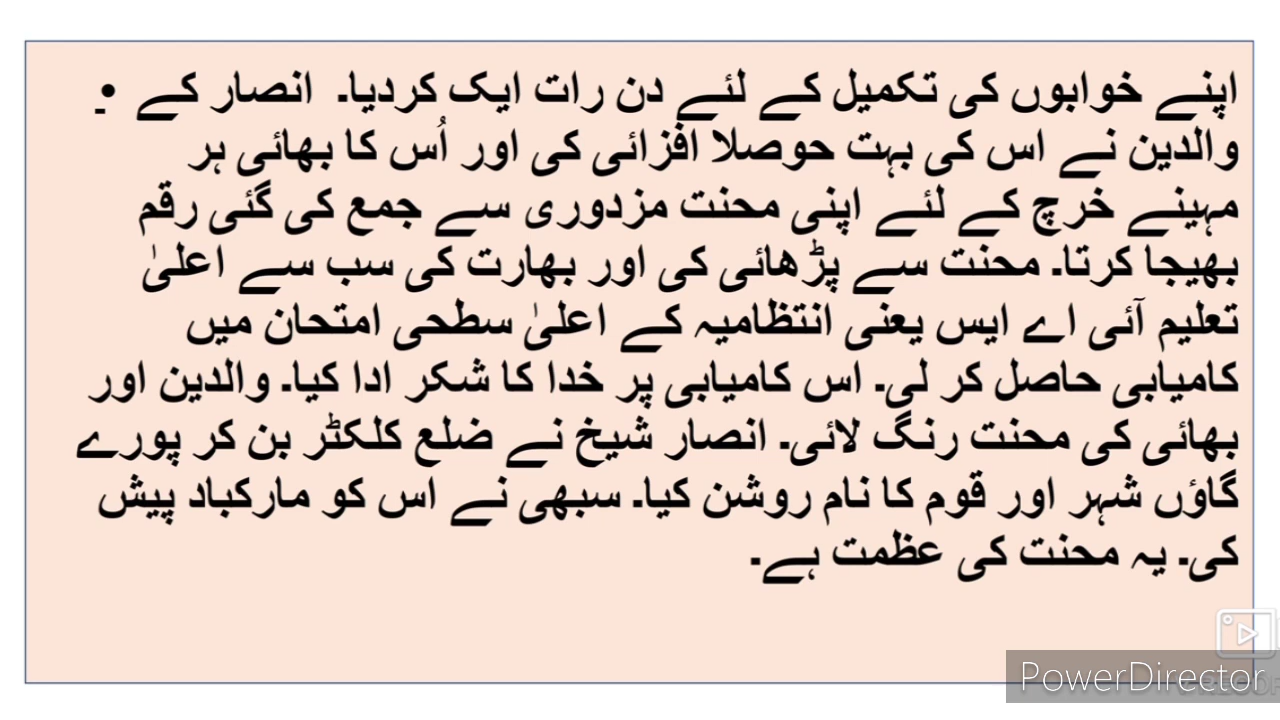 اپنے خوابوں کی تکمیل کے لئے دن رات ایک کردیا۔ انصار کے •
والدین نے اس کی بہت حوصلا افزائی کی اور اُس کا بھائی ہر
مہینے خرچ کے لئے اپنی محنت مزدوری سے جمع کی گئی رقم
بھیجا کرتا۔ محنت سے پڑھائی کی اور بھارت کی سب سے اعلیٰ
تعلیم آئی اے ایس یعنی انتظامیہ کے اعلیٰ سطحی امتحان میں
کامیابی حاصل کر لی۔ اس کامیابی پر خدا کا شکر ادا کیا۔ والدین اور
بھائی کی محنت رنگ لائی۔ انصار شیخ نے ضلع کلکٹر بن کر پورے
گاؤں شہر اور قوم کا نام روشن کیا۔ سبھی نے اس کو مارکباد پیش
کی۔ یہ محنت کی عظمت ہے۔
PowerDirector